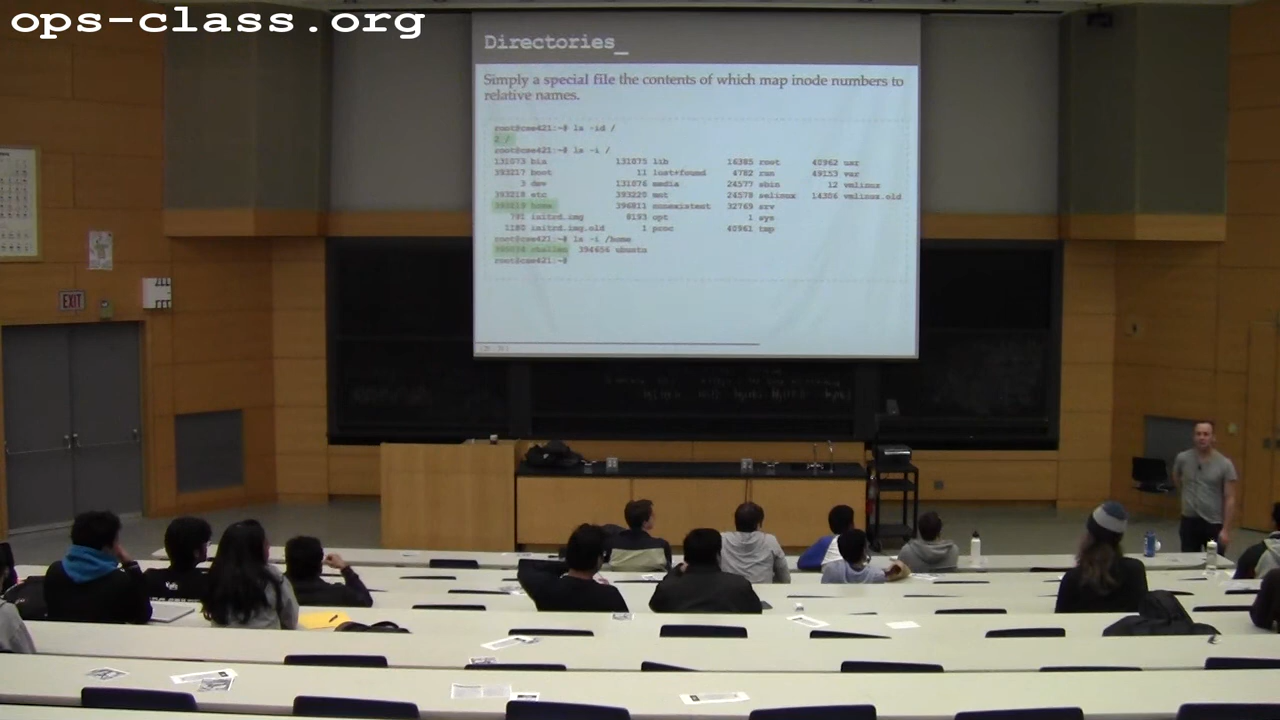 ops-class.org
Directories_
Simply a special file the contents of which map inode numbers to
relative names.
root@cse421:~# ls -id /
2 /
root@cse421:~# ls -i /
131073 bin 131075 lib 16385 root 40962 usr
393217 boot 11 lost+found 4782 run 49153 var
3 dev 131076 media 24577 sbin 12 vmlinuz
393218 etc 393220 mnt 24578 selinux 14306 vmlinuz.old
393219 home 396811 nonexistent 32769 srv
781 initrd.img 8193 opt 1 sys
1180 initrd.img.old 1 proc 40961 tmp
root@cse421:~# ls -i /home
challen 394656 ubuntu
root@cse421:~#
EXIT